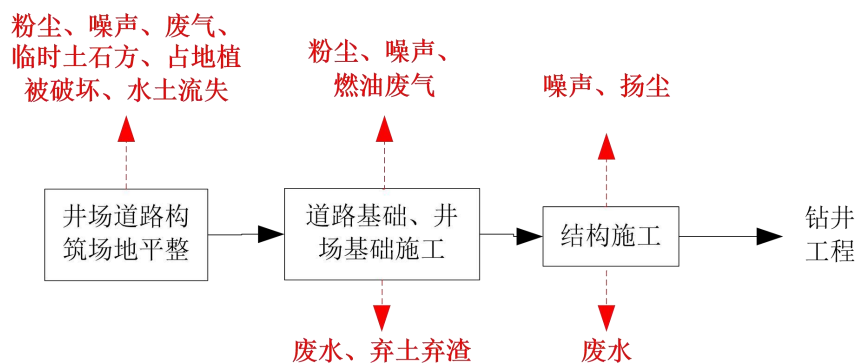 粉尘、噪声、废气、
临时土石方、占地植
被破坏、水土流失
粉尘、噪声、
燃油废气
噪声、扬尘
井场道路构
筑场地平整
道路基础、井
场基础施工
结构施工
钻井
工程
废水、弃土弃渣
废水